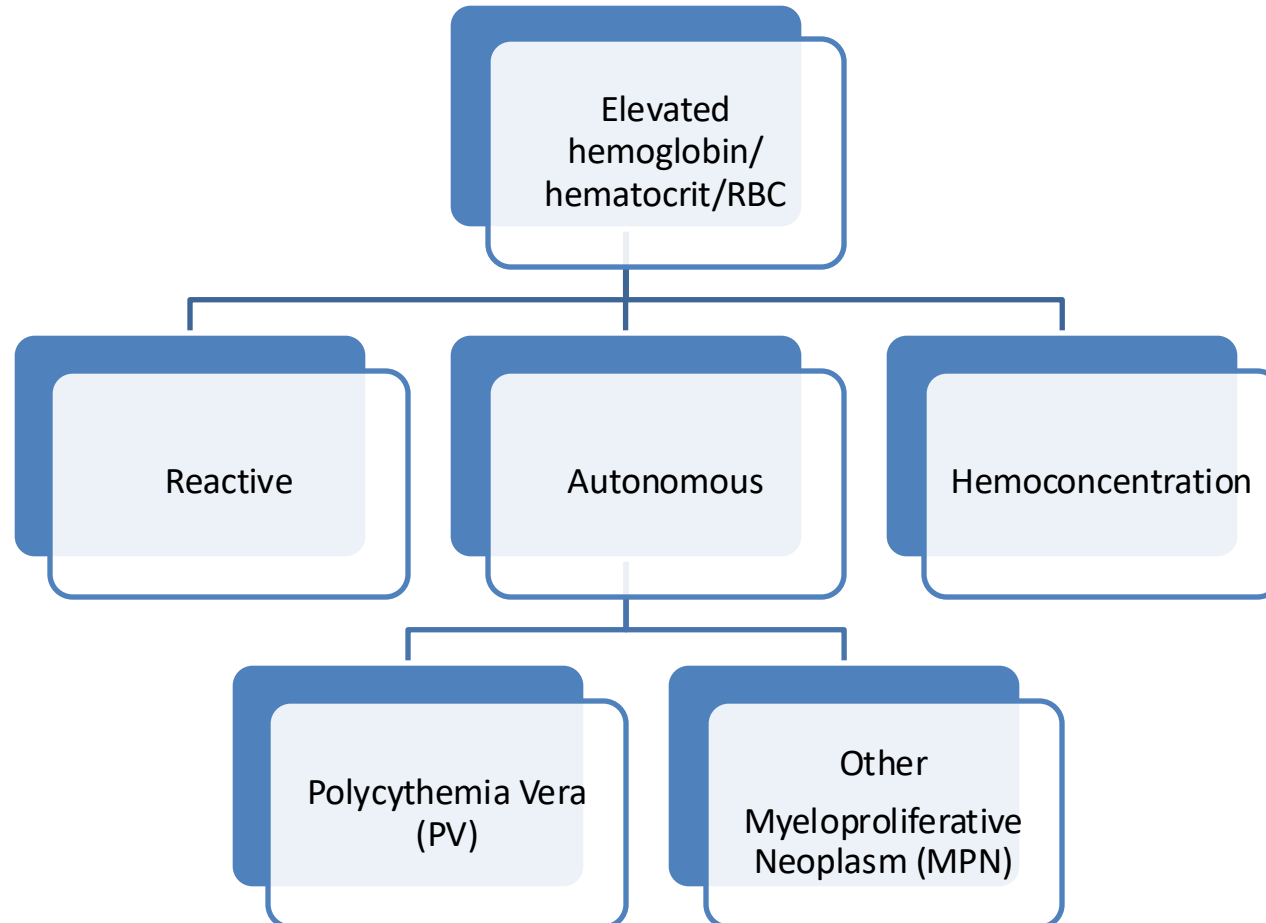 Elevated
hemoglobin/
hematocrit/RBC
Reactive
Autonomous
Hemoconcentration
Polycythemia Vera
(PV)
Other
Myeloproliferative
Neoplasm (MPN)